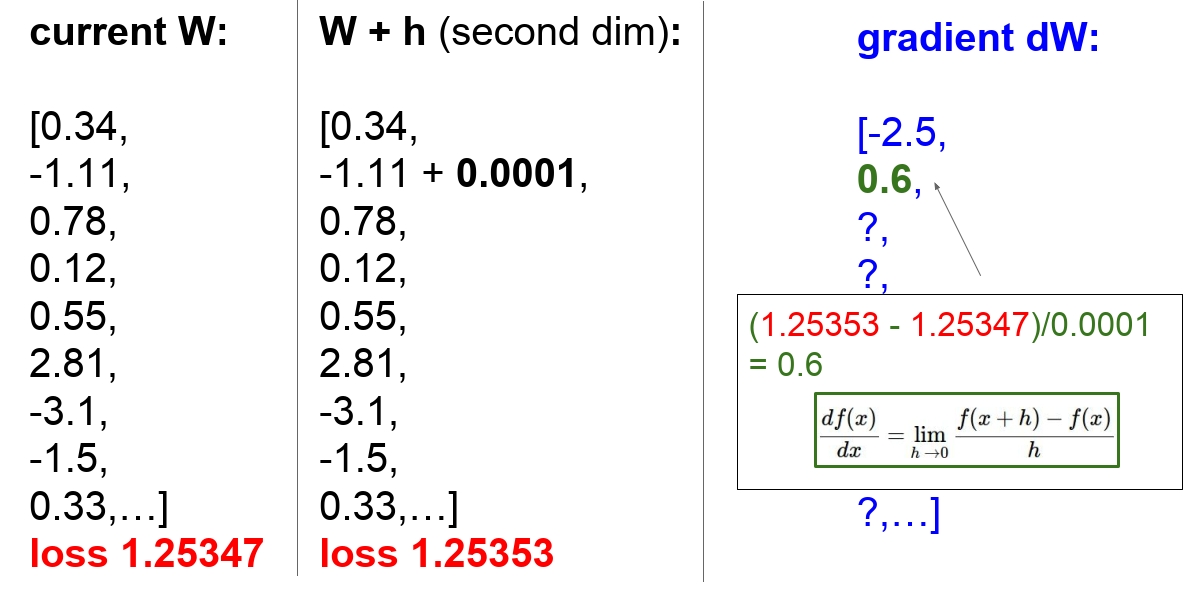 current W:
[0.34,
-1.11,
0.78,
0.12,
0.55,
2.81,
-3.1,
-1.5,
0.33,…]
loss 1.25347
W + h (second dim):
[0.34,
-1.11 + 0.0001,
0.78,
0.12,
0.55,
2.81,
-3.1,
-1.5,
0.33,…]
loss 1.25353
gradient dW:
[-2.5,
0.6,
?,
?,
(1.25353 - 1.25347)/0.0001
= 0.6
df(x)/dx = lim h→0 f(x + h) − f(x)/h
?,…]